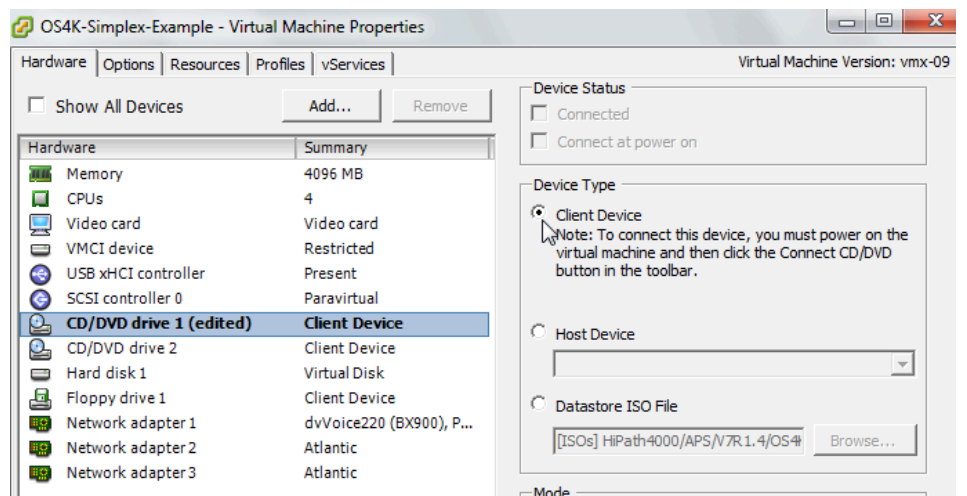 OS4K-Simplex-Example - Virtual Machine Properties
Hardware Options Resources Profiles vServices Virtual Machine Version: vmx-09
Show All Devices Add... Remove
Hardware Summary
Memory 4096 MB
CPUs 4
Video card Video card
VMCI device Restricted
USB xHCI controller Present
SCSI controller 0 Paravirtual
CD/DVD drive 1 (edited) Client Device
CD/DVD drive 2 Client Device
Hard disk 1 Virtual Disk
Floppy drive 1 Client Device
Network adapter 1 dvVoice220 (BX900), P...
Network adapter 2 Atlantic
Network adapter 3 Atlantic
Device Status
Connected
Connect at power on
Device Type
Client Device
Note: To connect this device, you must power on the
virtual machine and then click the Connect CD/DVD
button in the toolbar.
Host Device
Datastore ISO File
[ISOs] HiPath4000/APS/V7R1.4/OS4 Browse...
Mode